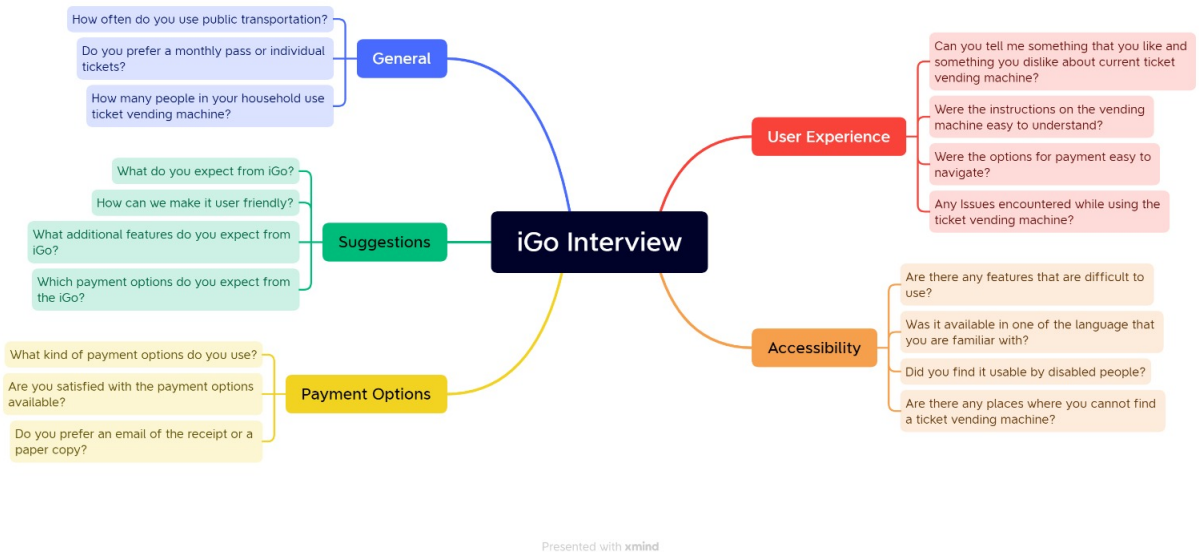 iGo Interview
General
How often do you use public transportation?
Do you prefer a monthly pass or individual
tickets?
How many people in your household use
ticket vending machine?
Suggestions
What do you expect from iGo?
How can we make it user friendly?
What additional features do you expect from
iGo?
Which payment options do you expect from
the iGo?
Payment Options
What kind of payment options do you use?
Are you satisfied with the payment options
available?
Do you prefer an email of the receipt or a
paper copy?
User Experience
Can you tell me something that you like and
something you dislike about current ticket
vending machine?
Were the instructions on the vending
machine easy to understand?
Were the options for payment easy to
navigate?
Any Issues encountered while using the
ticket vending machine?
Accessibility
Are there any features that are difficult to
use?
Was it available in one of the language that
you are familiar with?
Did you find it usable by disabled people?
Are there any places where you cannot find
a ticket vending machine?
Presented with xmind